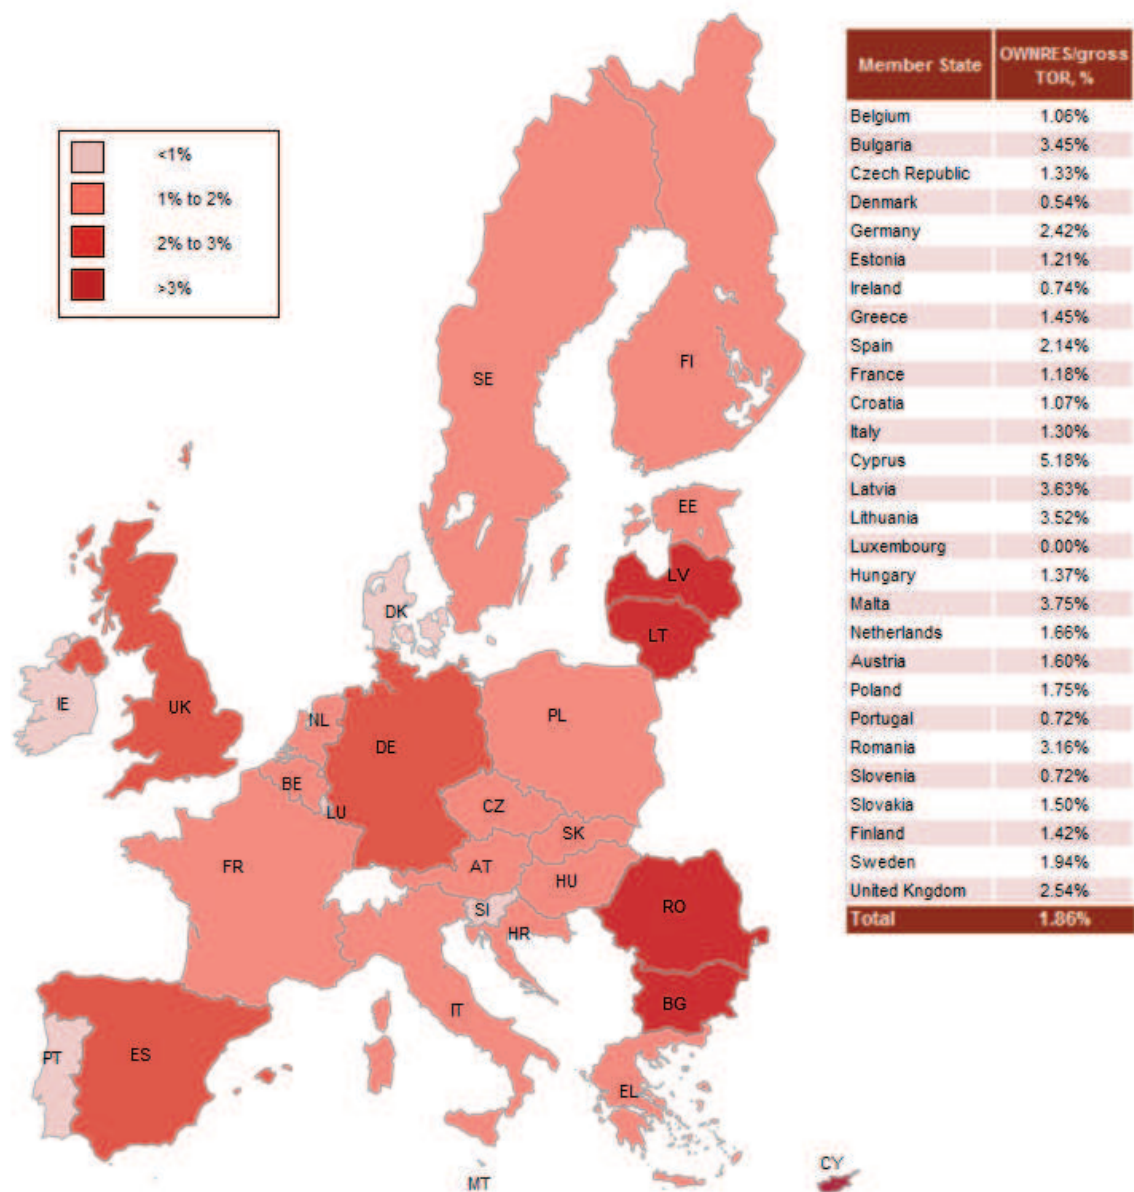 Member State OWNRES/gross TOR, %
Belgium 1.06%
Bulgaria 3.45%
Czech Republic 1.33%
Denmark 0.54%
Germany 2.42%
Estonia 1.21%
Ireland 0.74%
Greece 1.45%
Spain 2.14%
France 1.18%
Croatia 1.07%
Italy 1.30%
Cyprus 5.18%
Latvia 3.63%
Lithuania 3.52%
Luxembourg 0.00%
Hungary 1.37%
Malta 3.75%
Netherlands 1.66%
Austria 1.60%
Poland 1.75%
Portugal 0.72%
Romania 3.16%
Slovenia 0.72%
Slovakia 1.50%
Finland 1.42%
Sweden 1.94%
United Kngdom 2.54%
Total 1.86%
<1%
1% to 2%
2% to 3%
>3%
SE
FI
EE
LV
DK
LT
IE
UK
NL
PL
DE
BE
LU
CZ
SK
FR
AT
HU
SI
RO
HR
BG
IT
PT
ES
EL
MT
CY